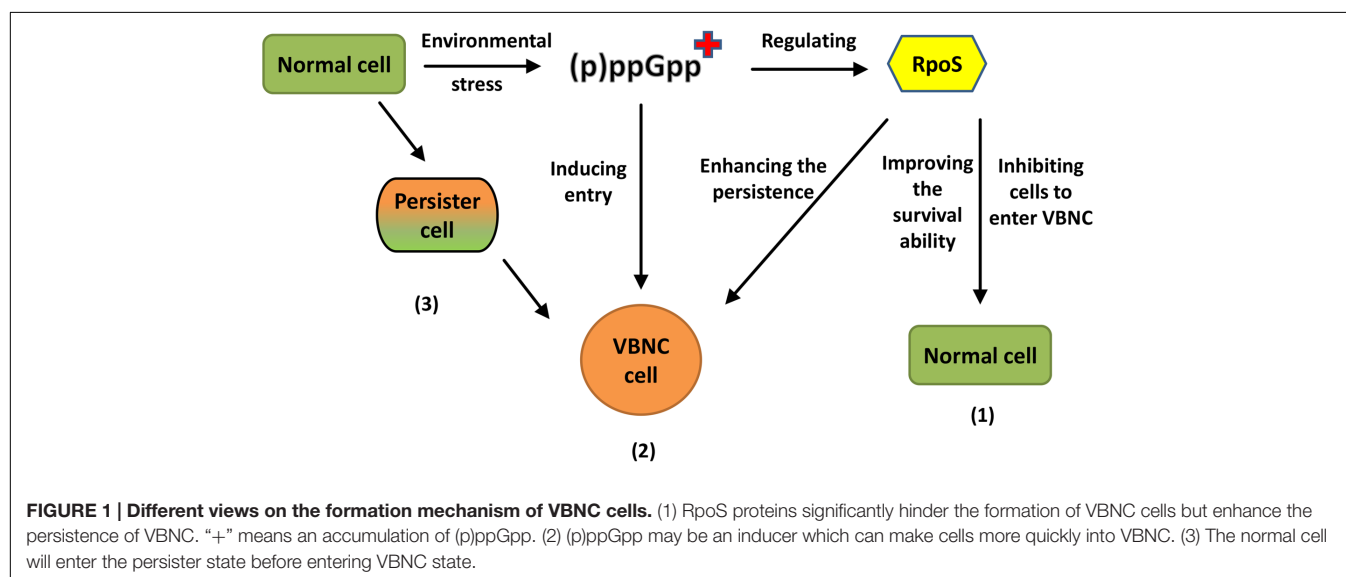 Normal cell
Environmental
stress
(p)ppGpp
Regulating
RpoS
Inducing
entry
Enhancing the
persistence
Improving
the
survival
ability
Inhibiting
cells to
enter VBNC
Persister
cell
(3)
VBNC
cell
(2)
Normal cell
(1)
FIGURE 1 | Different views on the formation mechanism of VBNC cells. (1) RpoS proteins significantly hinder the formation of VBNC cells but enhance the
persistence of VBNC. “+” means an accumulation of (p)ppGpp. (2) (p)ppGpp may be an inducer which can make cells more quickly into VBNC. (3) The normal cell
will enter the persister state before entering VBNC state.